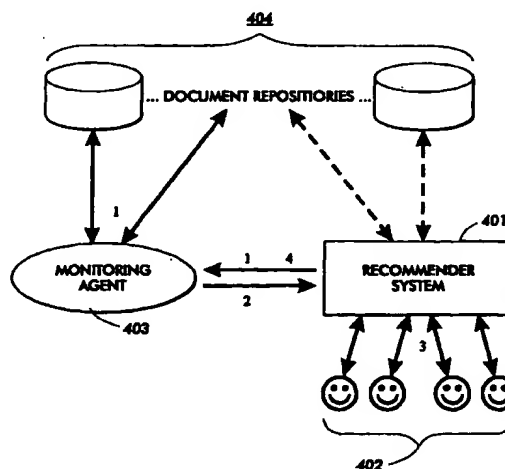 404
... DOCUMENT REPOSITORIES ...
1
401
MONITORING AGENT
1 4
2
RECOMMENDER SYSTEM
403
3
402